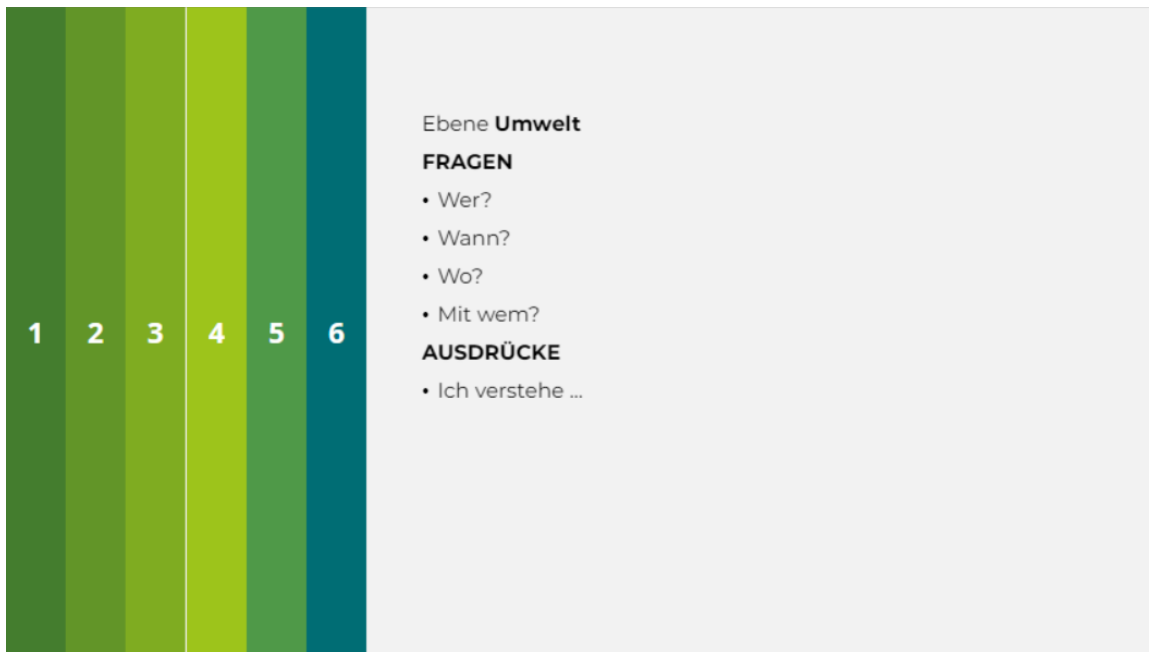 1 2 3 4 5 6
Ebene Umwelt
FRAGEN
• Wer?
• Wann?
• Wo?
• Mit wem?
AUSDRÜCKE
• Ich verstehe ...